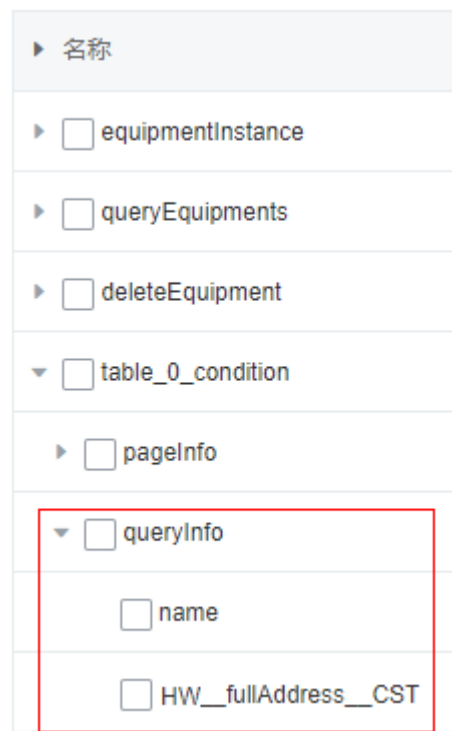 名称
equipmentInstance
queryEquipments
deleteEquipment
table_0_condition
pageInfo
queryInfo
name
HW__fullAddress__CST